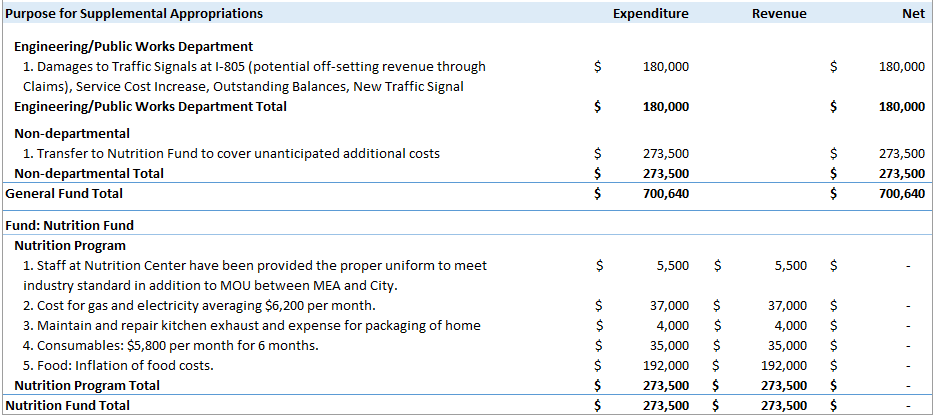 Purpose for Supplemental Appropriations Expenditure Revenue Net
Engineering/Public Works Department
1. Damages to Traffic Signals at I-805 (potential off-setting revenue through $ 180,000 $ 180,000
Claims), Service Cost Increase, Outstanding Balances, New Traffic Signal
Engineering/Public Works Department Total $ 180,000 $ 180,000
Non-departmental
1. Transfer to Nutrition Fund to cover unanticipated additional costs $ 273,500 $ 273,500
Non-departmental Total $ 273,500 $ 273,500
General Fund Total $ 700,640 $ 700,640
Fund: Nutrition Fund
Nutrition Program
1. Staff at Nutrition Center have been provided the proper uniform to meet $ 5,500 $ 5,500 $ -
industry standard in addition to MOU between MEA and City.
2. Cost for gas and electricity averaging $6,200 per month. $ 37,000 $ 37,000 $ -
3. Maintain and repair kitchen exhaust and expense for packaging of home $ 4,000 $ 4,000 $ -
4. Consumables: $5,800 per month for 6 months. $ 35,000 $ 35,000 $ -
5. Food: Inflation of food costs. $ 192,000 $ 192,000 $ -
Nutrition Program Total $ 273,500 $ 273,500 $ -
Nutrition Fund Total $ 273,500 $ 273,500 $ -